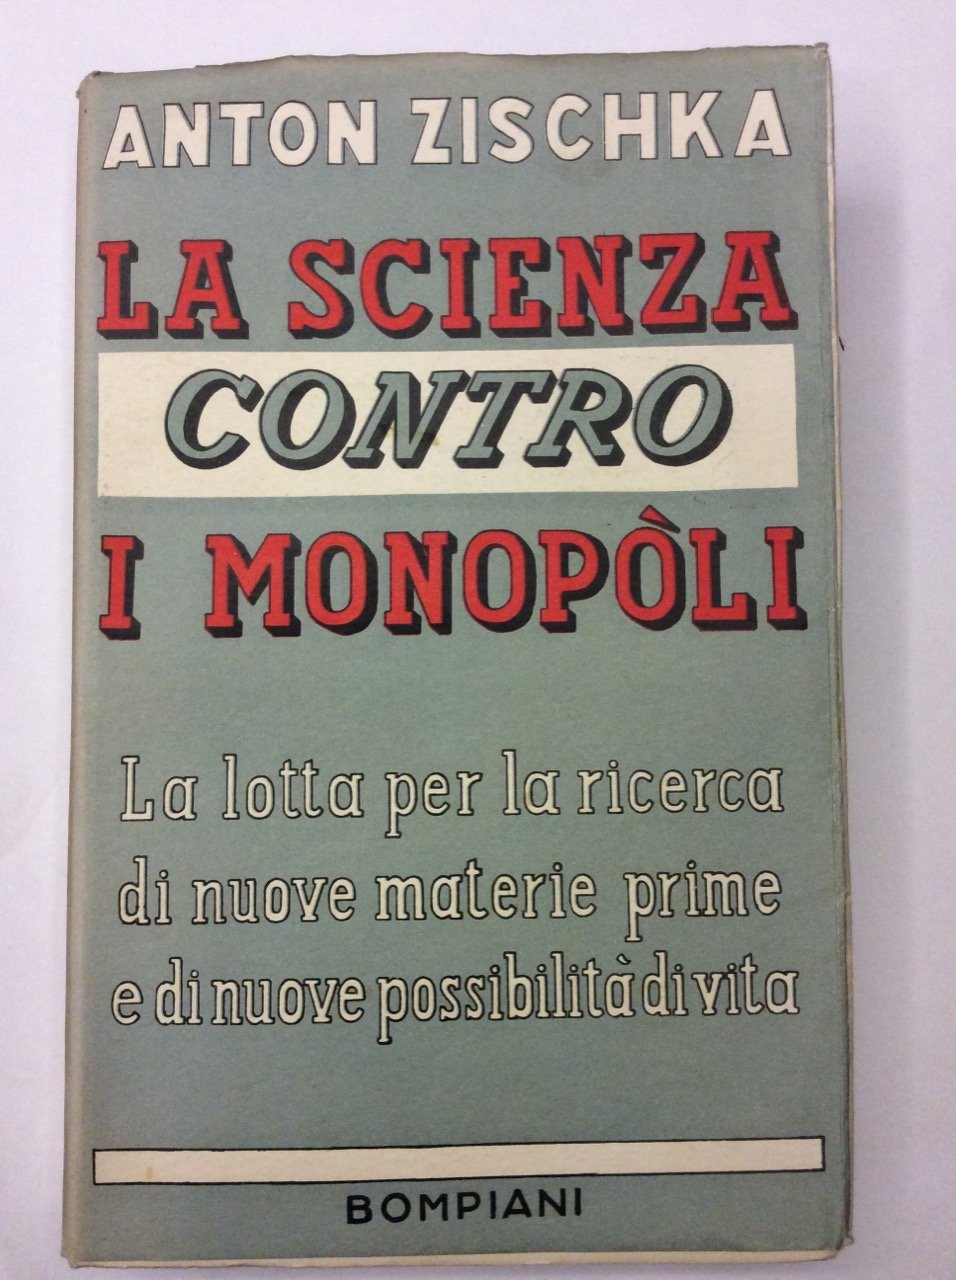 ANTON ZISCHKA
LA SCIENZA
CONTRO
I MONOPÒLI
La lotta per la ricerca
di nuove materie prime
e di nuove possibilità di vita
BOMPIANI